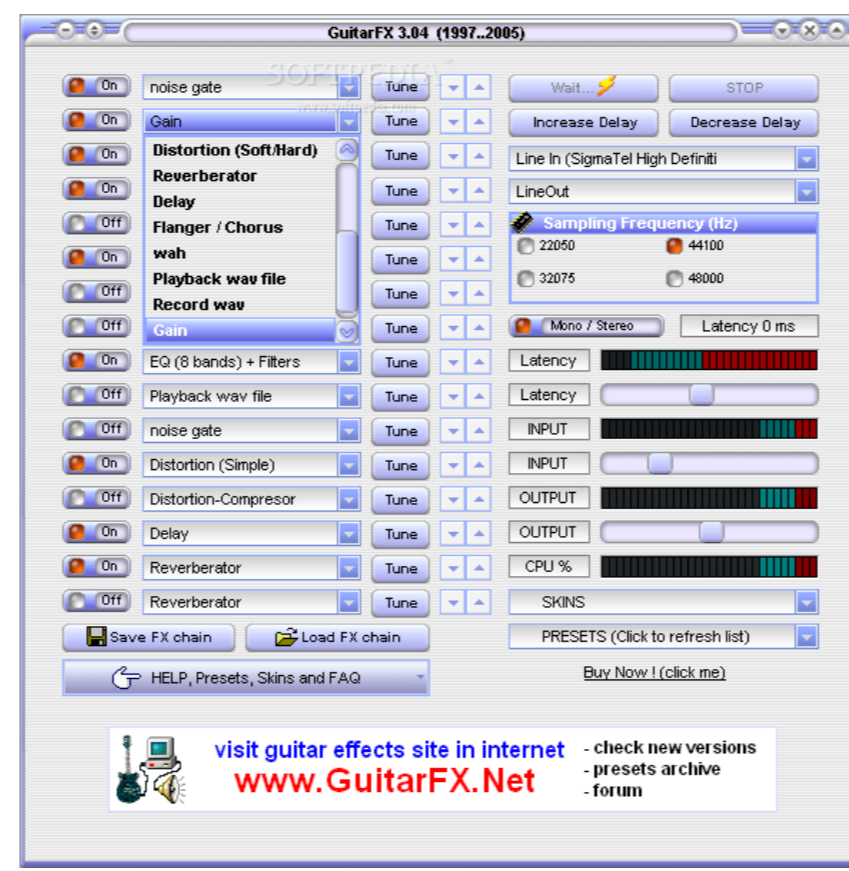 GuitarFX 3.04 (1997..2005)
SOFTPEDIA
www.softpedia.com
On noise gate Tune
On Gain Tune
On Distortion (Soft/Hard) Tune
On Reverberator Tune
Delay
Off Flanger / Chorus Tune
On wah Tune
Off Playback wav file Tune
Record wav
Off Gain Tune
On EQ (8 bands) + Filters Tune
Off Playback wav file Tune
Off noise gate Tune
On Distortion (Simple) Tune
Off Distortion-Compresor Tune
On Delay Tune
On Reverberator Tune
Off Reverberator Tune
Save FX chain Load FX chain
HELP, Presets, Skins and FAQ
Wait... STOP
Increase Delay Decrease Delay
Line In (SigmaTel High Definiti
LineOut
Sampling Frequency (Hz)
22050 44100
32075 48000
Mono / Stereo Latency 0 ms
Latency
Latency
INPUT
INPUT
OUTPUT
OUTPUT
CPU %
SKINS
PRESETS (Click to refresh list)
Buy Now ! (click me)
visit guitar effects site in internet
www.GuitarFX.Net
- check new versions
- presets archive
- forum